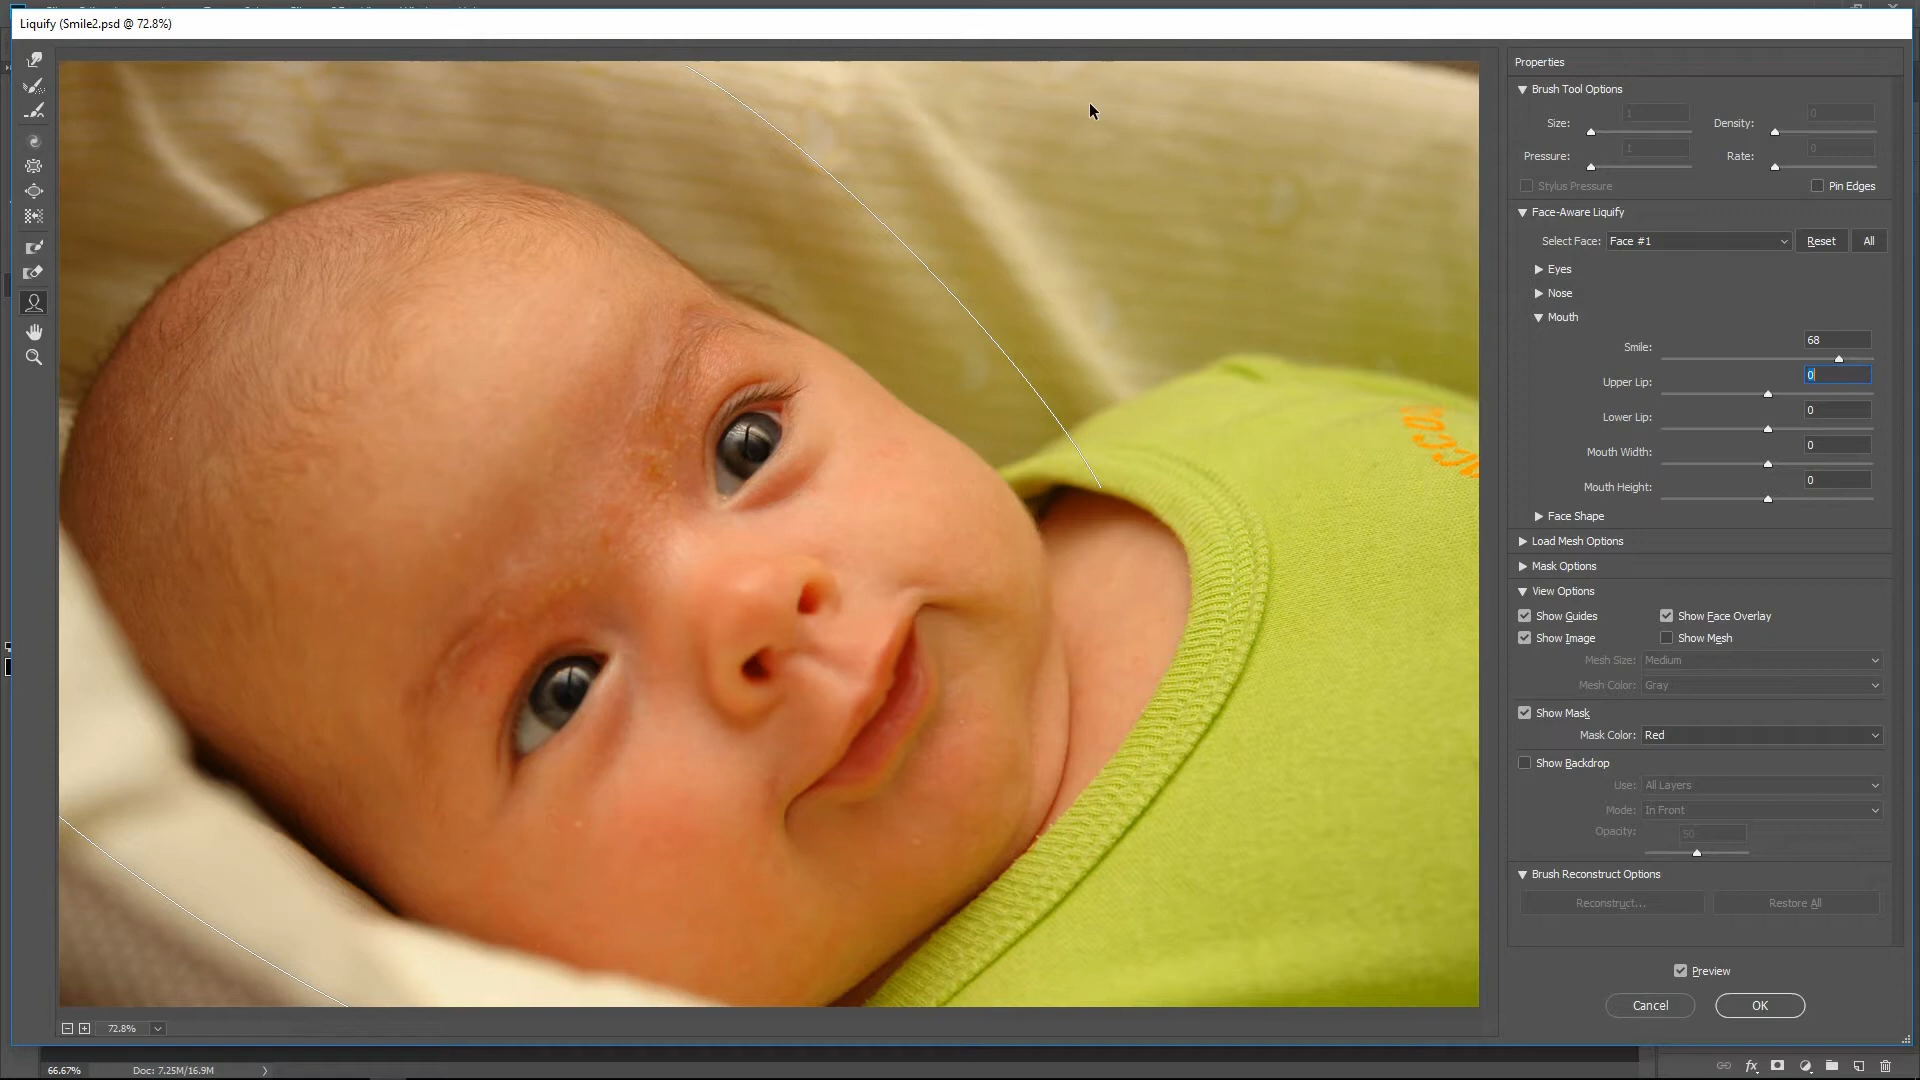 Liquify (Smile2.psd @ 72.8%)
Properties
Brush Tool Options
Size: 1 Density: 0
Pressure: 1 Rate: 0
Stylus Pressure Pin Edges
Face-Aware Liquify
Select Face: Face #1 Reset All
Eyes
Nose
Mouth
Smile: 68
Upper Lip: 0
Lower Lip: 0
Mouth Width: 0
Mouth Height: 0
Face Shape
Load Mesh Options
Mask Options
View Options
Show Guides Show Face Overlay
Show Image Show Mesh
Mesh Size: Medium
Mesh Color: Gray
Show Mask
Mask Color: Red
Show Backdrop
Use: All Layers
Mode: In Front
Opacity: 50
Brush Reconstruct Options
Reconstruct... Restore All
Preview
Cancel OK
72.8%
66.67% Doc: 7.25M/16.9M
fx